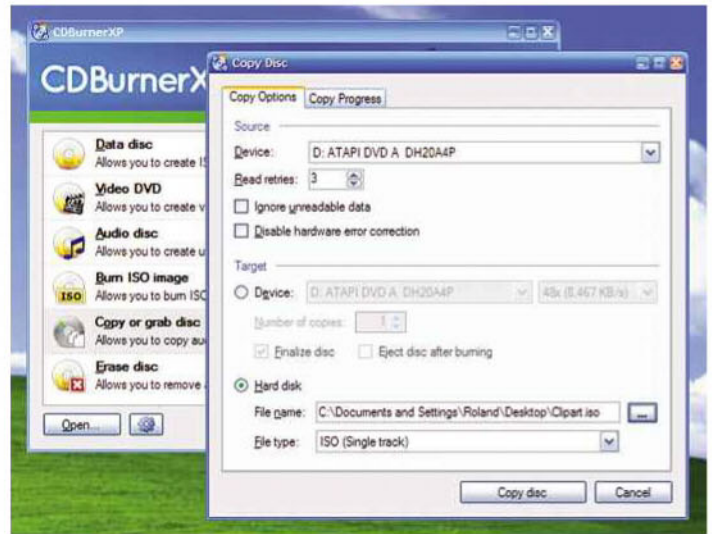 CDBurnerXP
CDBurnerX
Data disc
Allows you to create IS
Video DVD
Allows you to create v
Audio disc
Allows you to create u
Burn ISO image
Allows you to burn ISO
ISO
Copy or grab disc
Allows you to copy au
Erase disc
Allows you to remove
Open...
Copy Disc
Copy Options Copy Progress
Source
Device: D: ATAPI DVD A DH20A4P
Read retries: 3
Ignore unreadable data
Disable hardware error correction
Target
Device: D: ATAPI DVD A DH20A4P 48x (8,467 KB/s)
Number of copies: 1
Finalize disc Eject disc after burning
Hard disk
File name: C:\Documents and Settings\Roland\Desktop\Clipart.iso ...
File type: ISO (Single track)
Copy disc Cancel